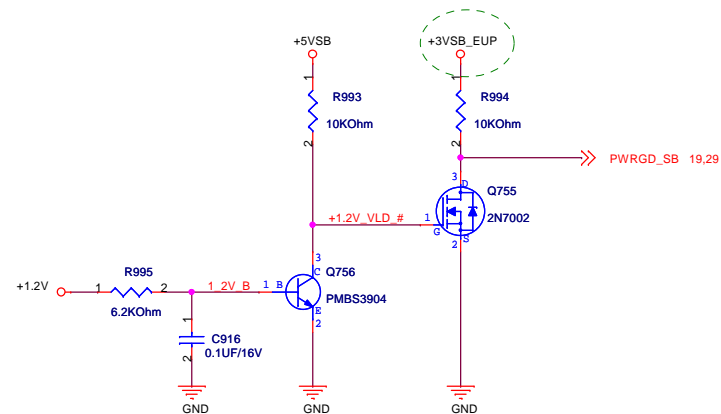 +5VSB
+3VSB_EUP
1
R993
10KOhm
2
1
R994
10KOhm
2
PWRGD_SB 19,29
3
D
Q755
2N7002
+1.2V_VLD_#
1
G
S
2
3
C
Q756
PMBS3904
+1.2V
1
R995
2
6.2KOhm
1_2V_B
1
B
E
2
1
C916
0.1UF/16V
2
GND
GND
GND